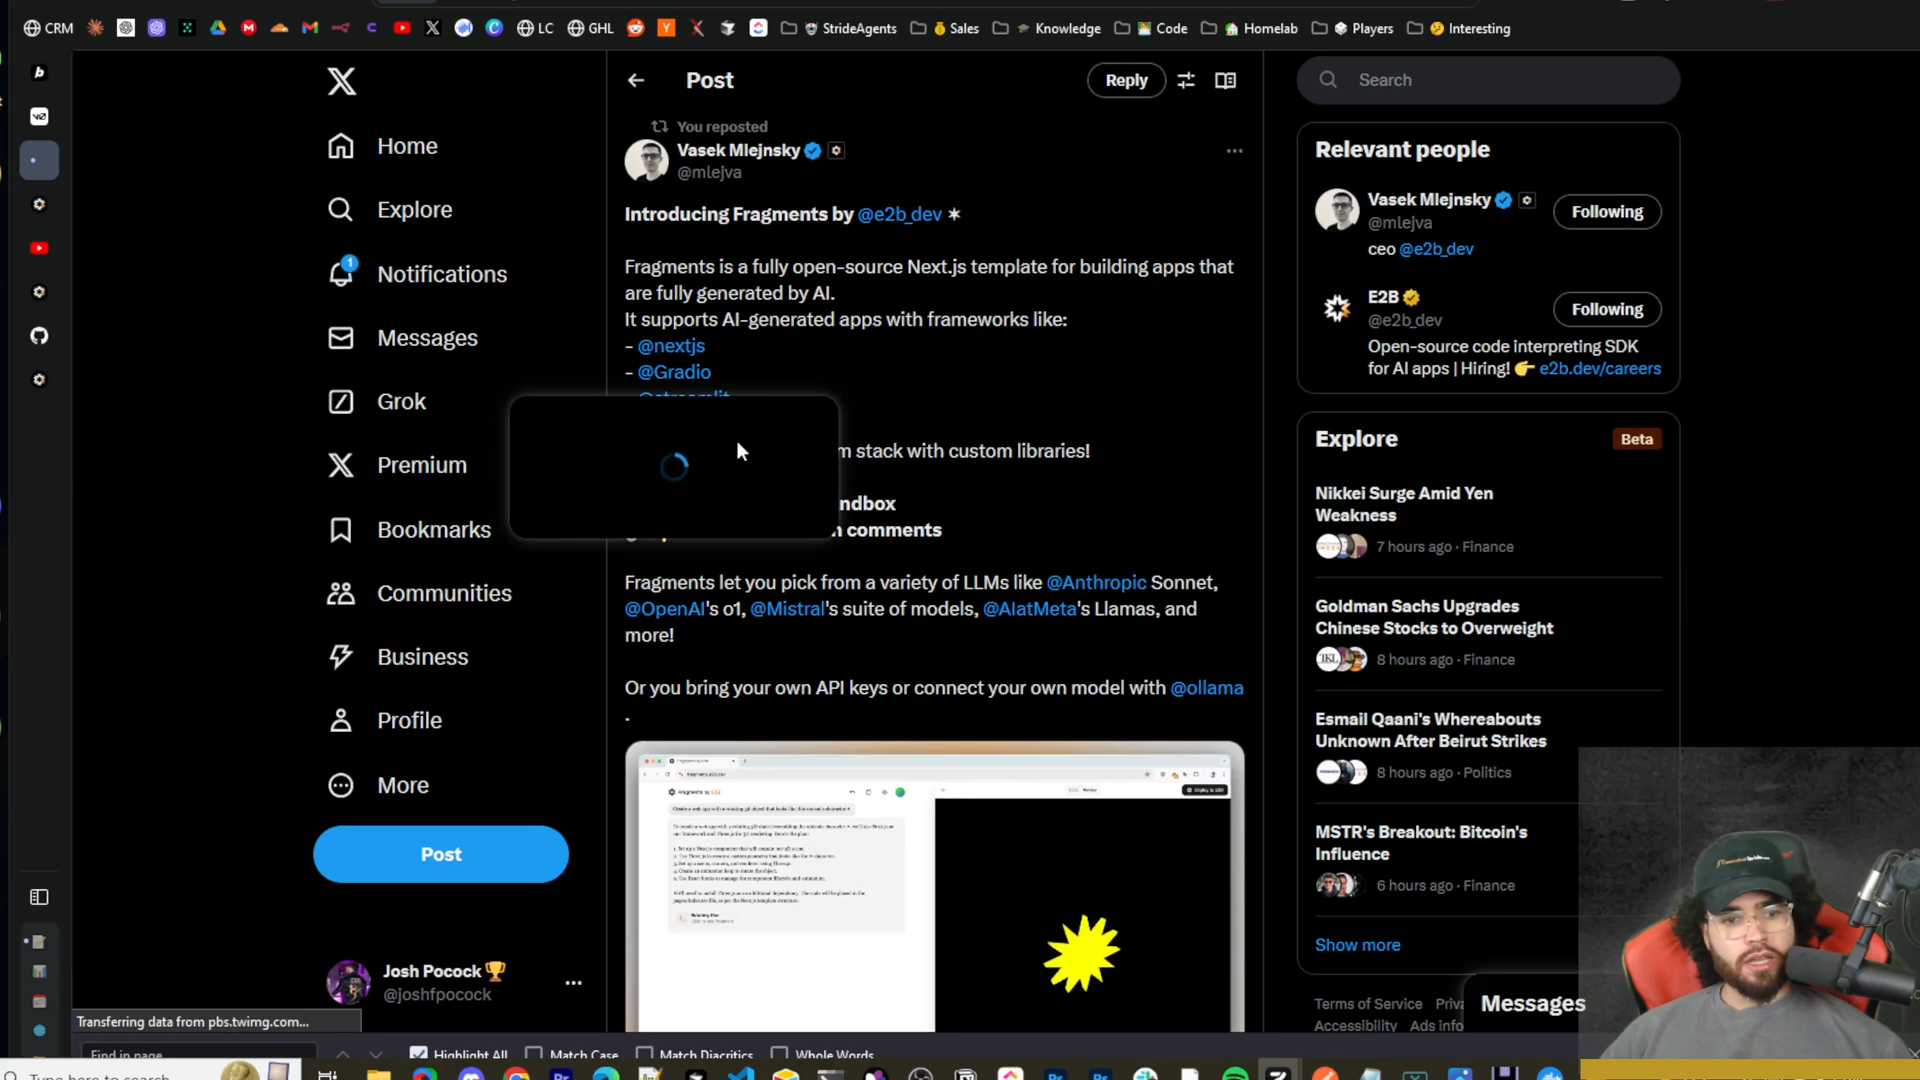 CRM
LC
GHL
StrideAgents
Sales
Knowledge
Code
Homelab
Players
Interesting
Home
Explore
Notifications
1
Messages
Grok
Premium
Bookmarks
Communities
Business
Profile
More
Post
Josh Pocock
@joshfpocock
Transferring data from pbs.twimg.com...
Post
Reply
You reposted
Vasek Mlejnsky
@mlejva
Introducing Fragments by @e2b_dev ✶
Fragments is a fully open-source Next.js template for building apps that
are fully generated by AI.
It supports AI-generated apps with frameworks like:
- @nextjs
- @Gradio
@streamlit
m stack with custom libraries!
ndbox
comments
Fragments let you pick from a variety of LLMs like @Anthropic Sonnet,
@OpenAI's o1, @Mistral's suite of models, @AIatMeta's Llamas, and
more!
Or you bring your own API keys or connect your own model with @ollama
.
Search
Relevant people
Vasek Mlejnsky
@mlejva
Following
ceo @e2b_dev
E2B
@e2b_dev
Following
Open-source code interpreting SDK
for AI apps | Hiring! 👉 e2b.dev/careers
Explore
Beta
Nikkei Surge Amid Yen
Weakness
7 hours ago · Finance
Goldman Sachs Upgrades
Chinese Stocks to Overweight
8 hours ago · Finance
Esmail Qaani's Whereabouts
Unknown After Beirut Strikes
8 hours ago · Politics
MSTR's Breakout: Bitcoin's
Influence
6 hours ago · Finance
Show more
Terms of Service
Accessibility Ads info
Messages
Find in page
Highlight All
Match Case
Match Diacritics
Whole Words
Type here to search